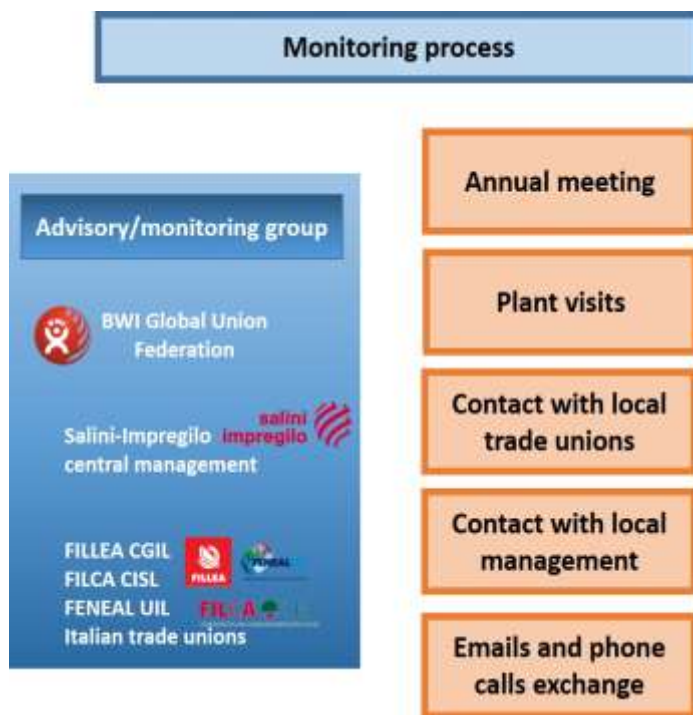 Monitoring process
Advisory/monitoring group
BWI Global Union
Federation
Salini-Impregilo
central management
salini
impregilo
FILLEA CGIL
FILCA CISL
FENEAL UIL
Italian trade unions
FILLEA
FENEAL
FILCA
Annual meeting
Plant visits
Contact with local
trade unions
Contact with local
management
Emails and phone
calls exchange